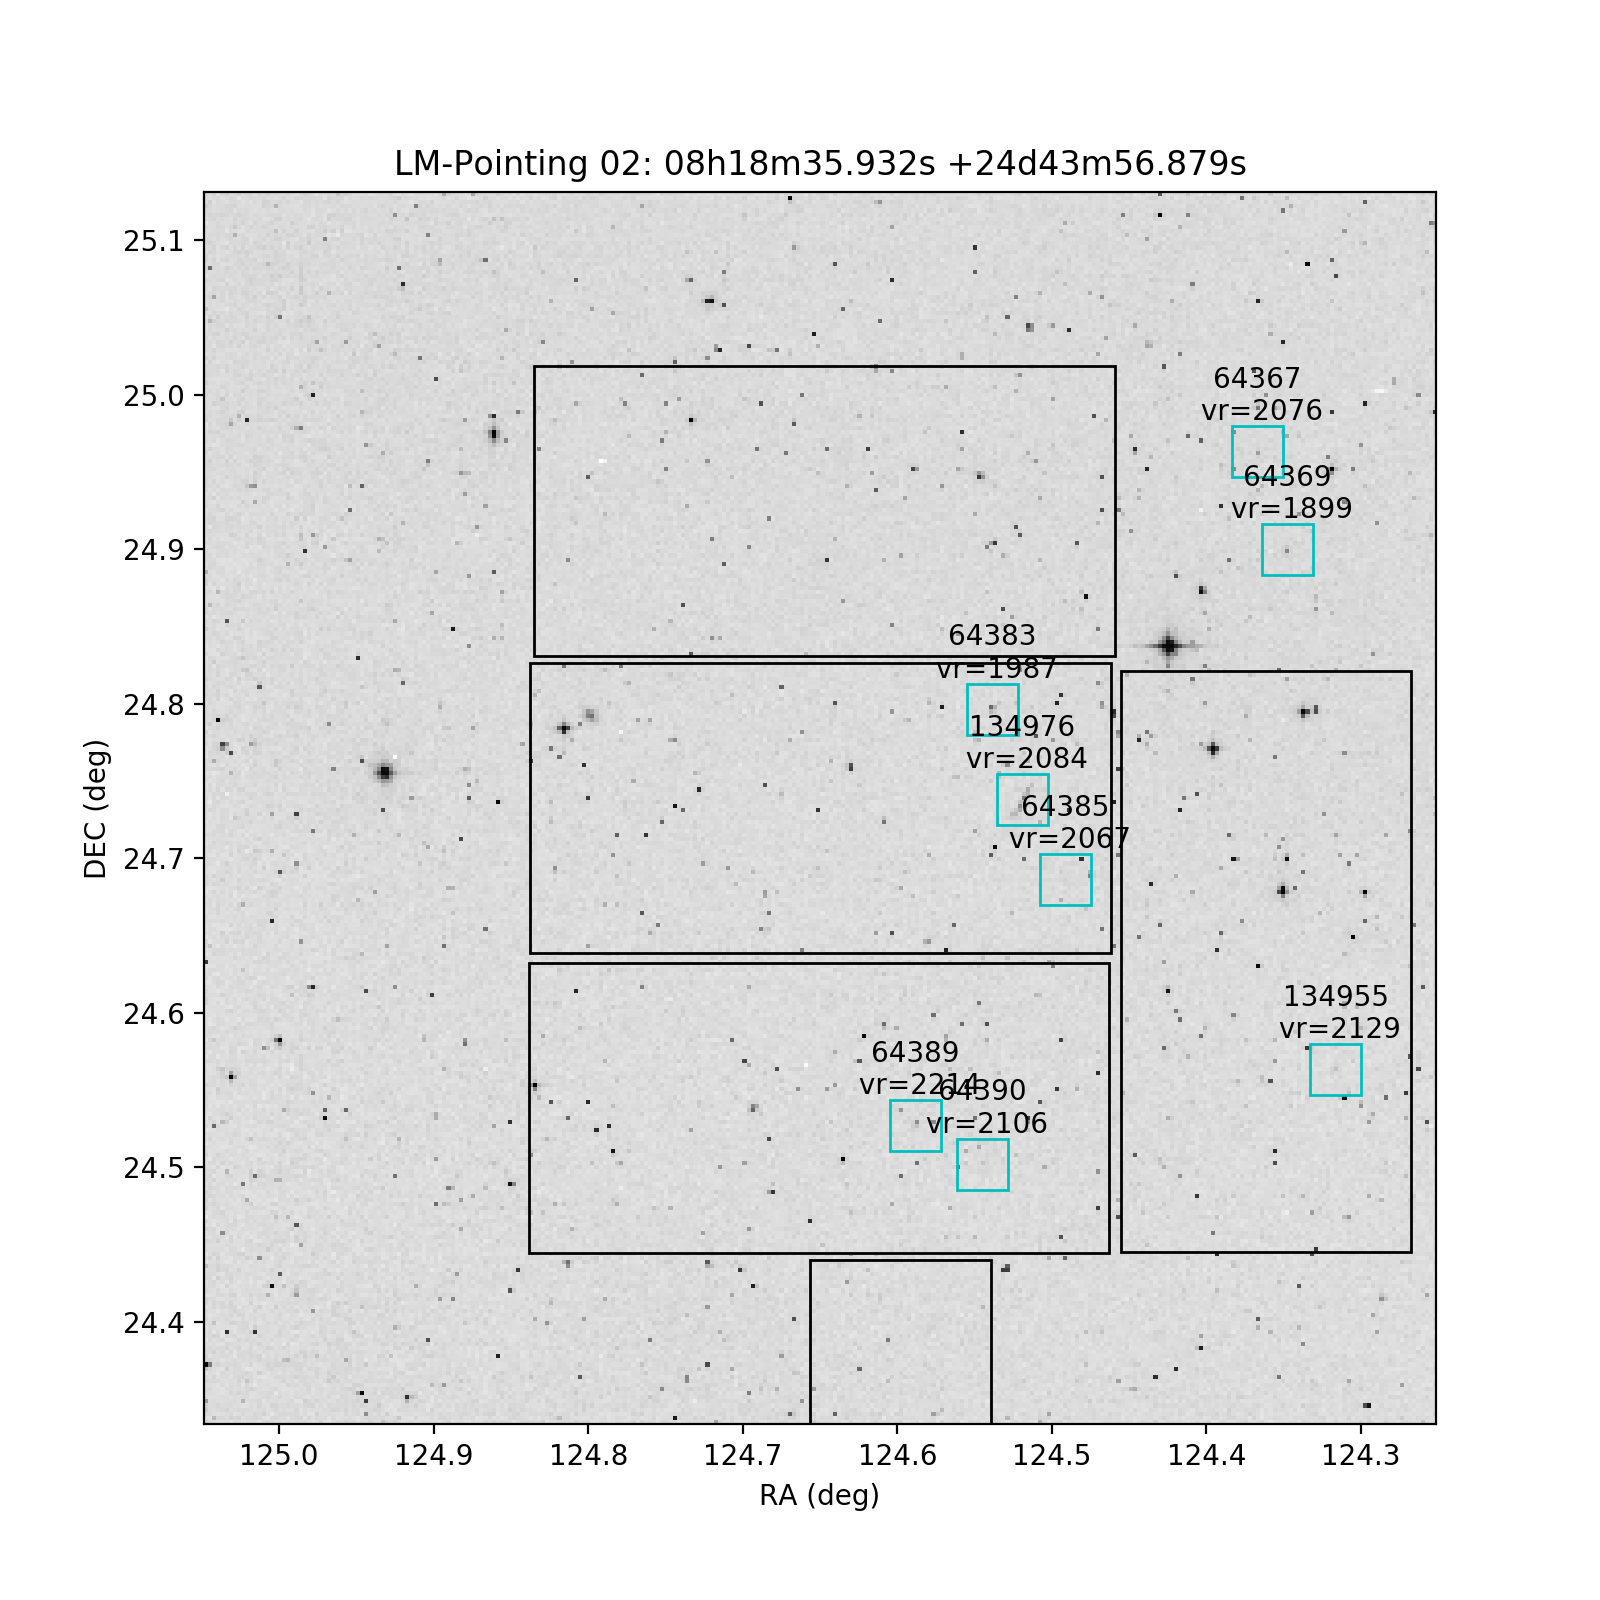 LM-Pointing 02: 08h18m35.932s +24d43m56.879s
DEC (deg)
25.1
25.0
24.9
24.8
24.7
24.6
24.5
24.4
64367
vr=2076
64369
vr=1899
64383
vr=1987
134976
vr=2084
64385
vr=2067
134955
vr=2129
64389
vr=2214
64390
vr=2106
125.0
124.9
124.8
124.7
124.6
124.5
124.4
124.3
RA (deg)